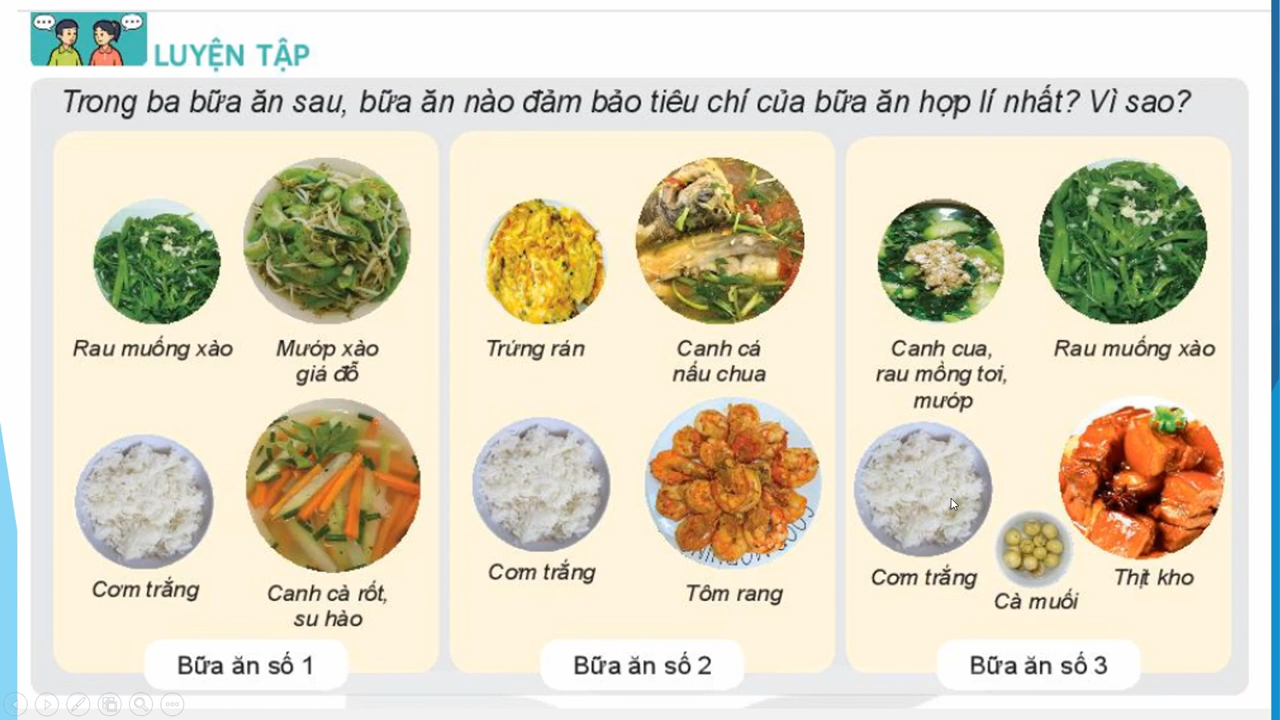 LUYỆN TẬP
Trong ba bữa ăn sau, bữa ăn nào đảm bảo tiêu chí của bữa ăn hợp lí nhất? Vì sao?
Rau muống xào
Mướp xào
giá đỗ
Cơm trắng
Canh cà rốt,
su hào
Bữa ăn số 1
Trứng rán
Canh cá
nấu chua
Cơm trắng
Tôm rang
Bữa ăn số 2
Canh cua,
rau mồng tơi,
mướp
Rau muống xào
Cơm trắng
Cà muối
Thịt kho
Bữa ăn số 3